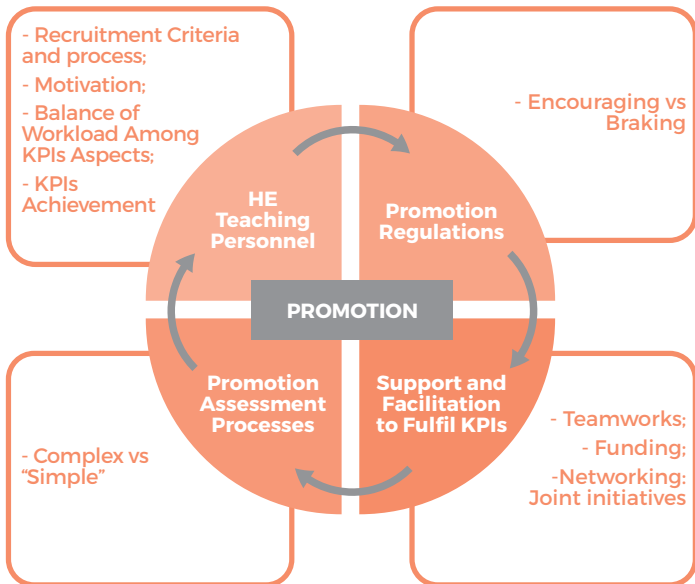 - Recruitment Criteria
and process;
- Motivation;
- Balance of
Workload Among
KPIs Aspects;
- KPIs
Achievement
- Encouraging vs
Braking
HE
Teaching
Personnel
Promotion
Regulations
PROMOTION
Promotion
Assessment
Processes
Support and
Facilitation
to Fulfil KPIs
- Complex vs
“Simple”
- Teamworks;
- Funding;
-Networking:
Joint initiatives